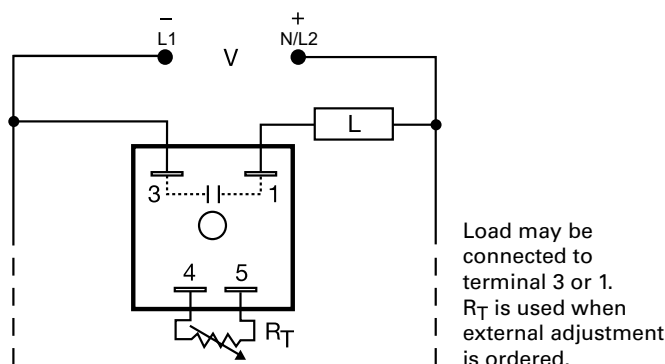 − +
L1 N/L2
V
L
3 1
4 5
RT
Load may be
connected to
terminal 3 or 1.
RT is used when
external adjustment
is ordered.